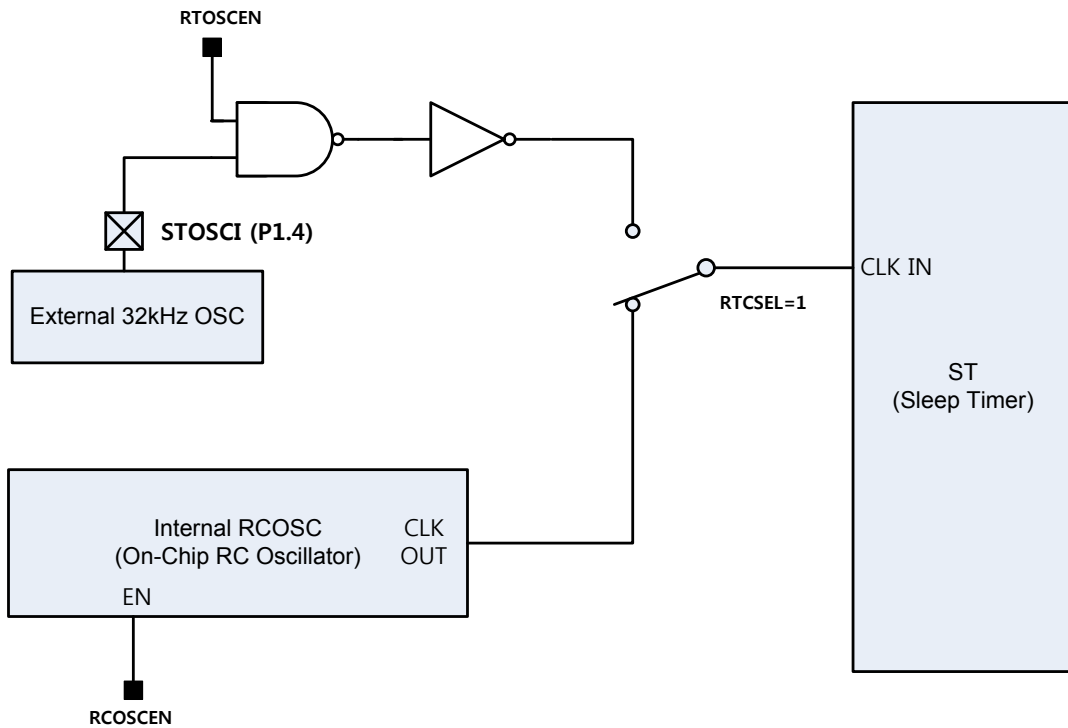 RTOSCEN
STOSCI (P1.4)
External 32kHz OSC
CLK IN
RTCSEL=1
ST
(Sleep Timer)
Internal RCOSC
(On-Chip RC Oscillator)
CLK
OUT
EN
RCOSCEN